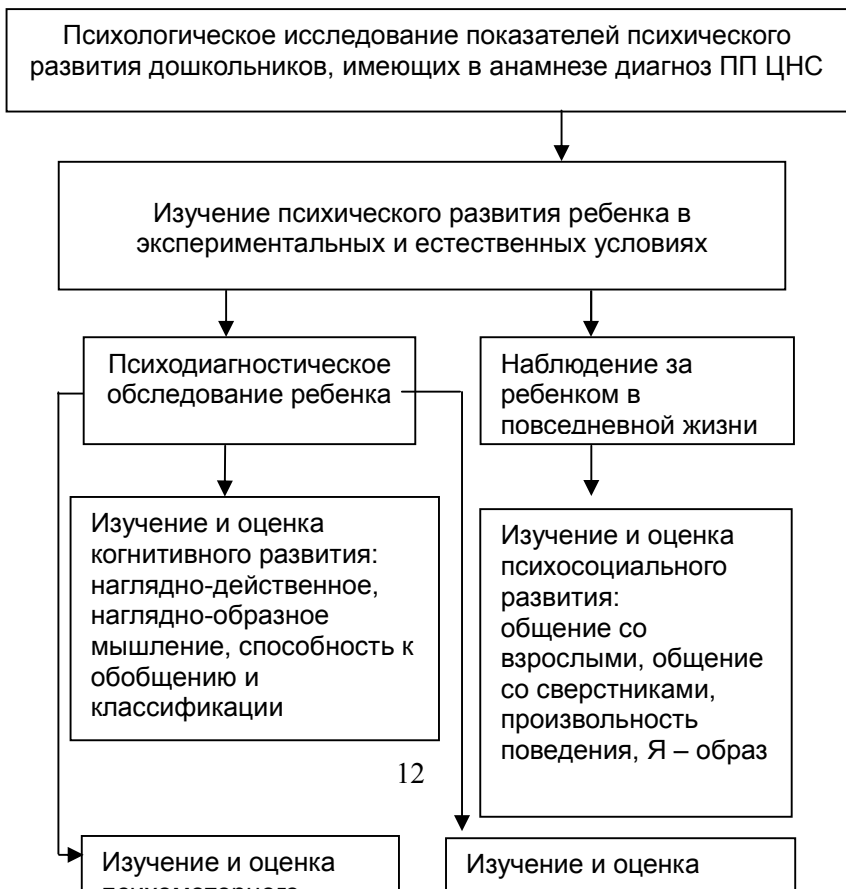 Психологическое исследование показателей психического
развития дошкольников, имеющих в анамнезе диагноз ПП ЦНС
Изучение психического развития ребенка в
экспериментальных и естественных условиях
Психодиагностическое
обследование ребенка
Наблюдение за
ребенком в
повседневной жизни
Изучение и оценка
когнитивного развития:
наглядно-действенное,
наглядно-образное
мышление, способность к
обобщению и
классификации
Изучение и оценка
психосоциального
развития:
общение со
взрослыми, общение
со сверстниками,
произвольность
поведения, Я – образ
12
Изучение и оценка
Изучение и оценка